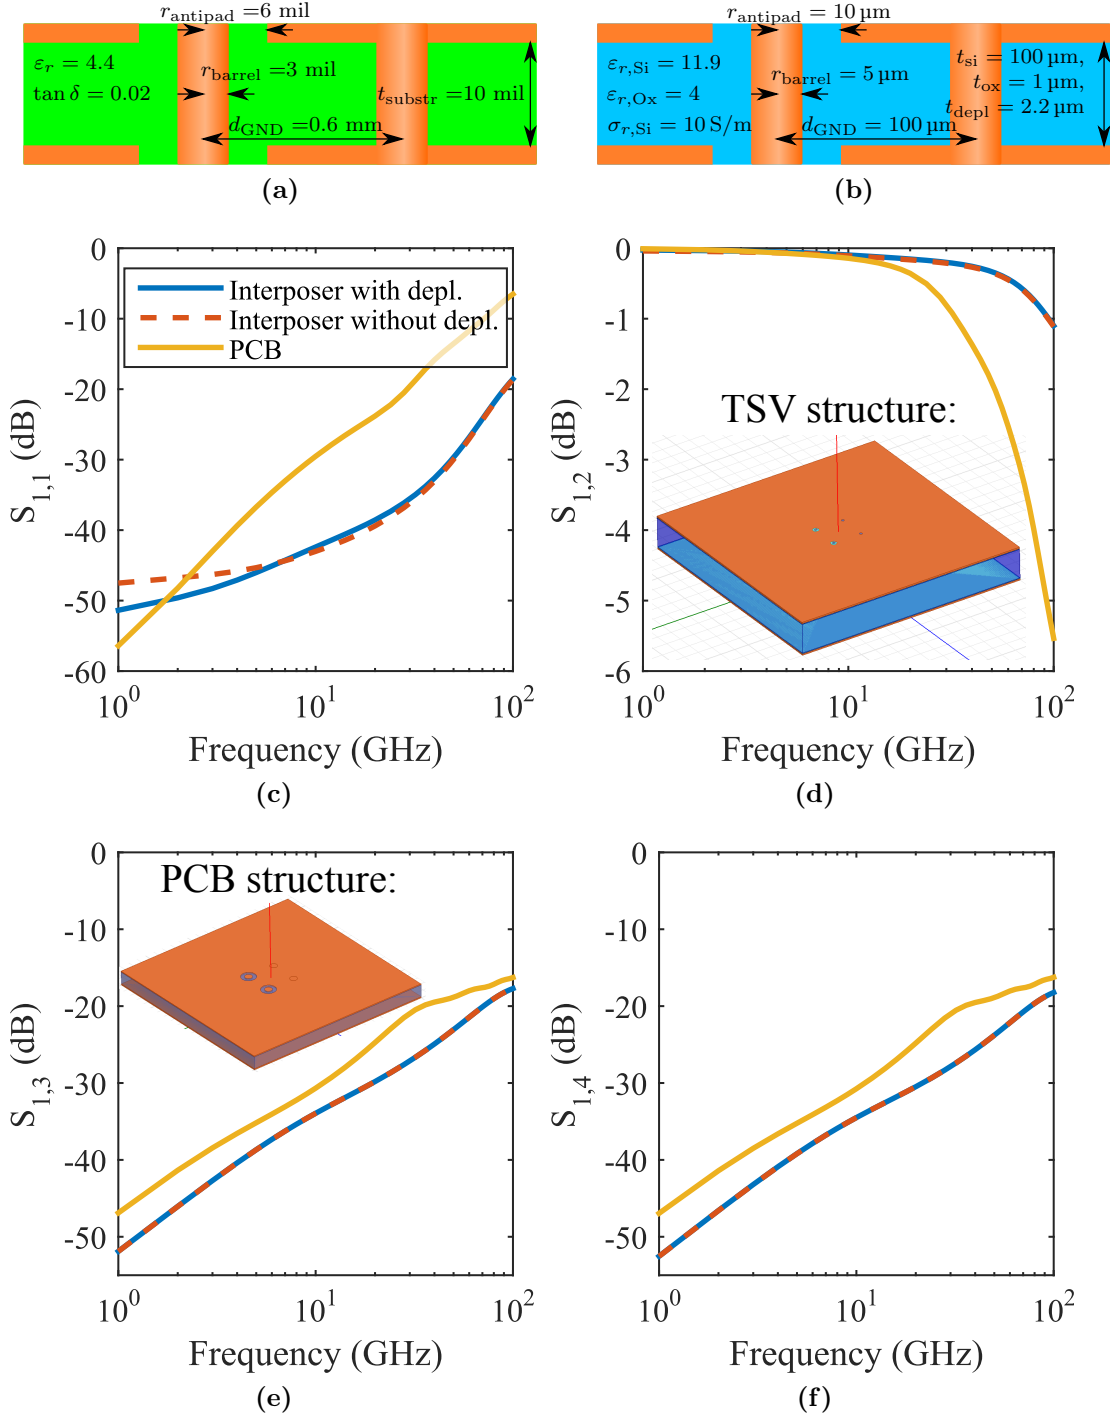 r_antipad =6 mil
ε_r = 4.4
tan δ = 0.02
r_barrel =3 mil
t_substr =10 mil
d_GND =0.6 mm
(a)
r_antipad = 10 µm
ε_r,Si = 11.9
ε_r,Ox = 4
σ_r,Si = 10 S/m
r_barrel = 5 µm
d_GND = 100 µm
t_si = 100 µm,
t_ox = 1 µm,
t_depl = 2.2 µm
(b)
0
-10
-20
-30
-40
-50
-60
S_1,1 (dB)
Interposer with depl.
Interposer without depl.
PCB
10^0
10^1
10^2
Frequency (GHz)
(c)
0
-1
-2
-3
-4
-5
-6
S_1,2 (dB)
TSV structure:
10^0
10^1
10^2
Frequency (GHz)
(d)
0
-10
-20
-30
-40
-50
S_1,3 (dB)
PCB structure:
10^0
10^1
10^2
Frequency (GHz)
(e)
0
-10
-20
-30
-40
-50
S_1,4 (dB)
10^0
10^1
10^2
Frequency (GHz)
(f)